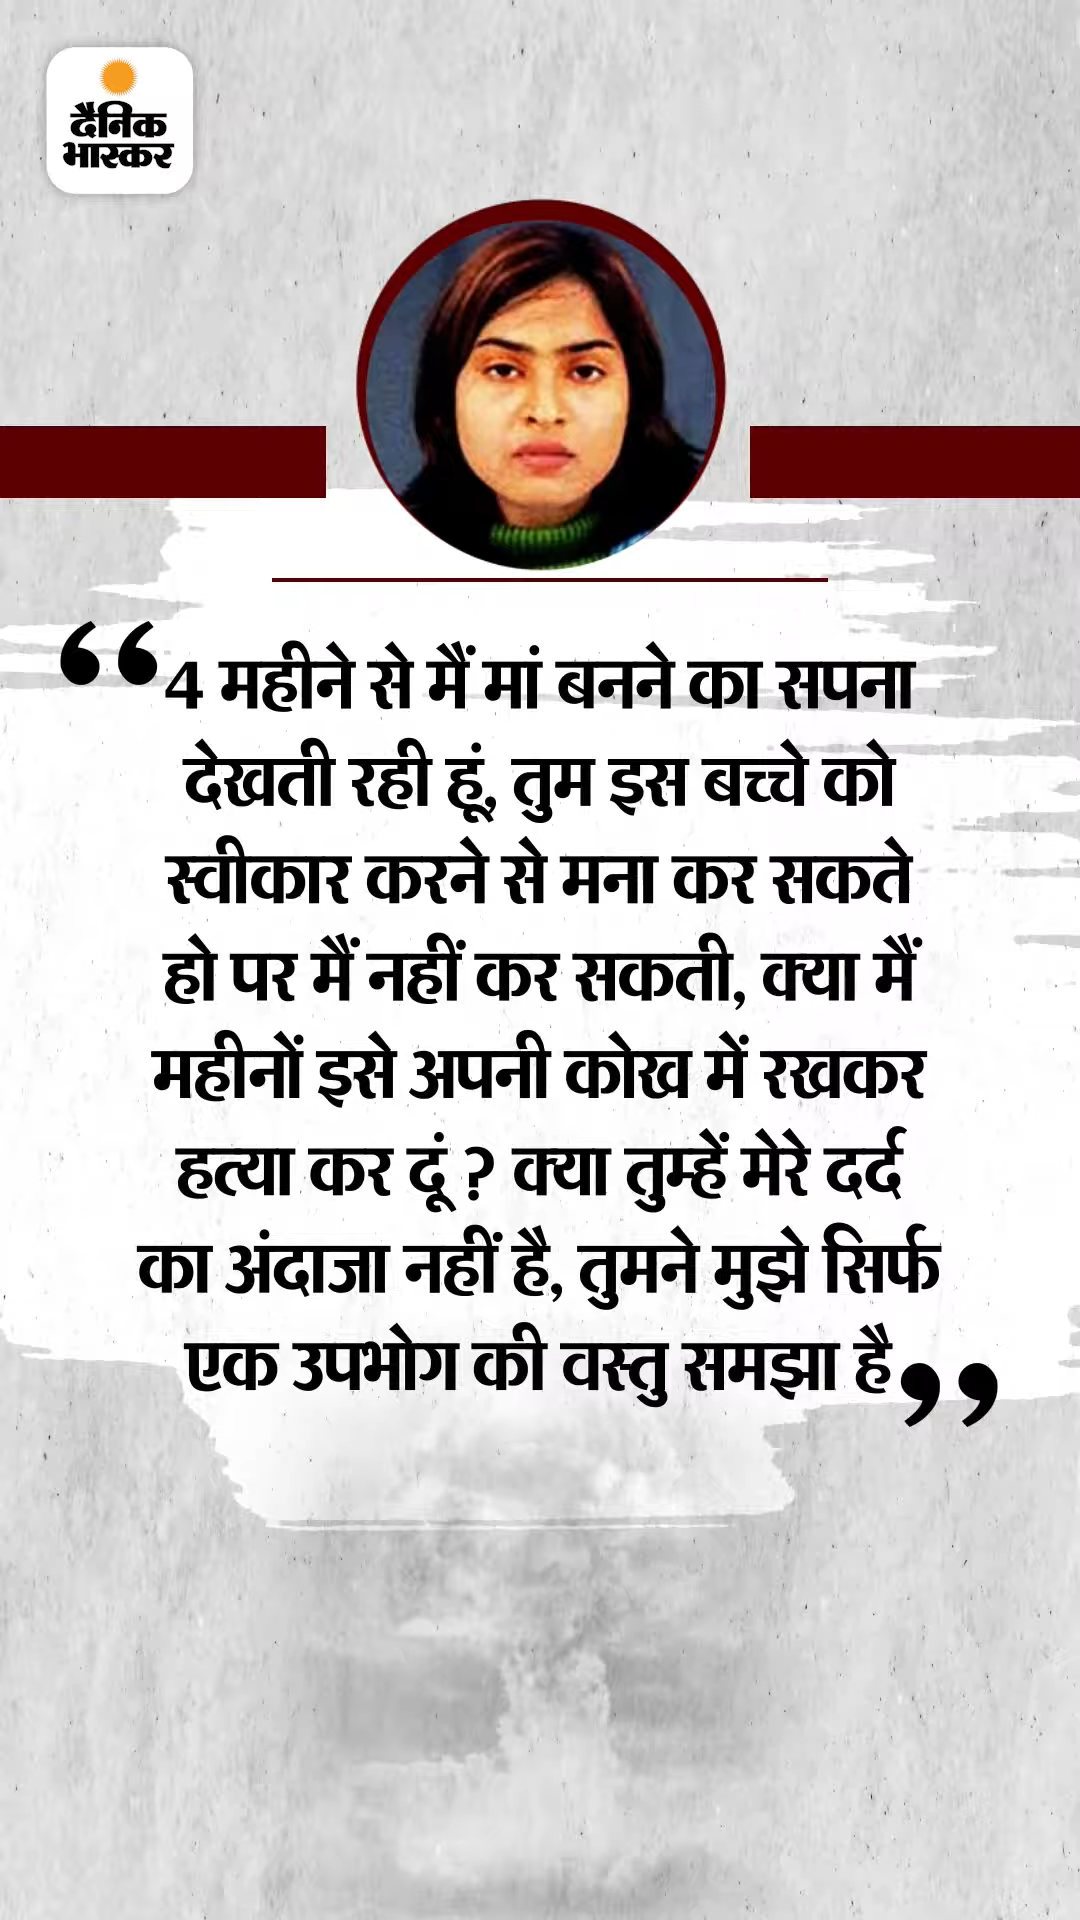 दैनिक
भास्कर
“4 महीने से मैं मां बनने का सपना
देखती रही हूं, तुम इस बच्चे को
स्वीकार करने से मना कर सकते
हो पर मैं नहीं कर सकती, क्या मैं
महीनों इसे अपनी कोख में रखकर
हत्या कर दूं ? क्या तुम्हें मेरे दर्द
का अंदाजा नहीं है, तुमने मुझे सिर्फ
एक उपभोग की वस्तु समझा है”